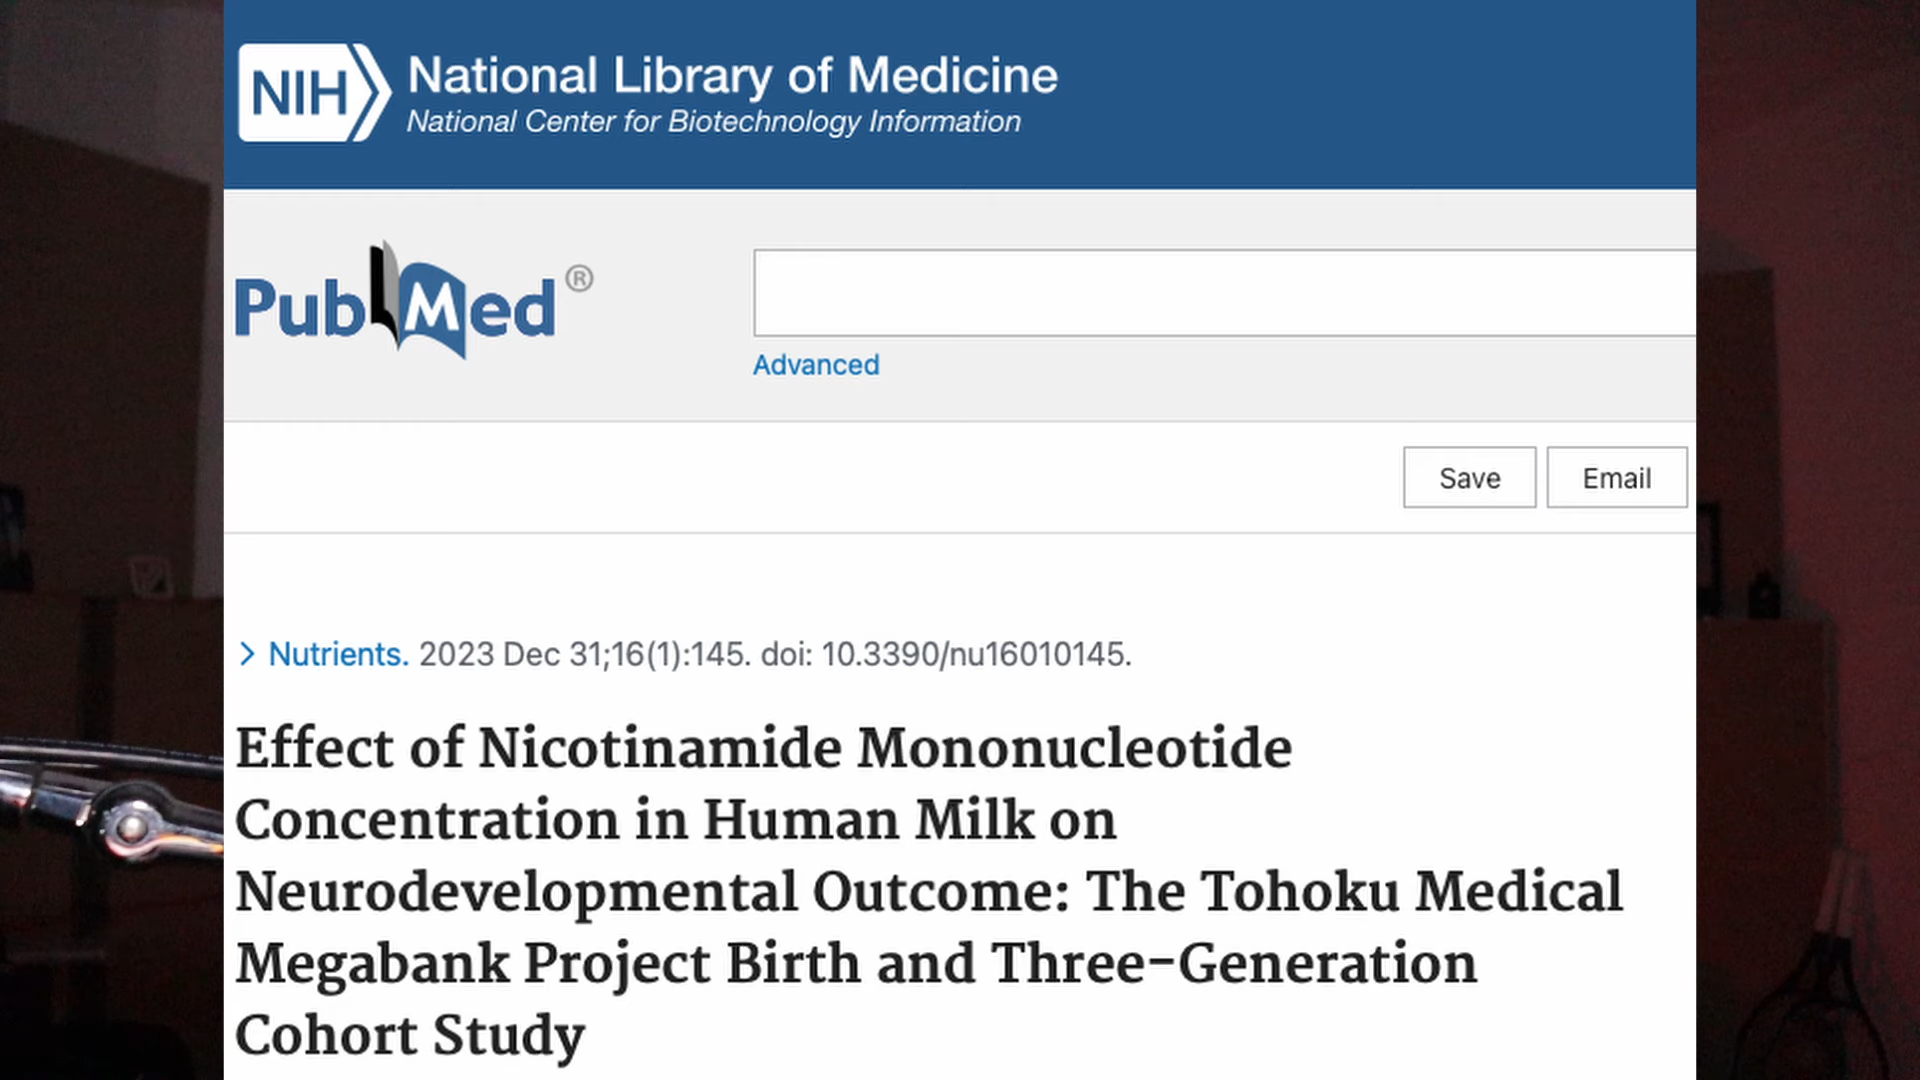 NIH National Library of Medicine
National Center for Biotechnology Information
PubMed®
Advanced
Save Email
> Nutrients. 2023 Dec 31;16(1):145. doi: 10.3390/nu16010145.
Effect of Nicotinamide Mononucleotide
Concentration in Human Milk on
Neurodevelopmental Outcome: The Tohoku Medical
Megabank Project Birth and Three-Generation
Cohort Study